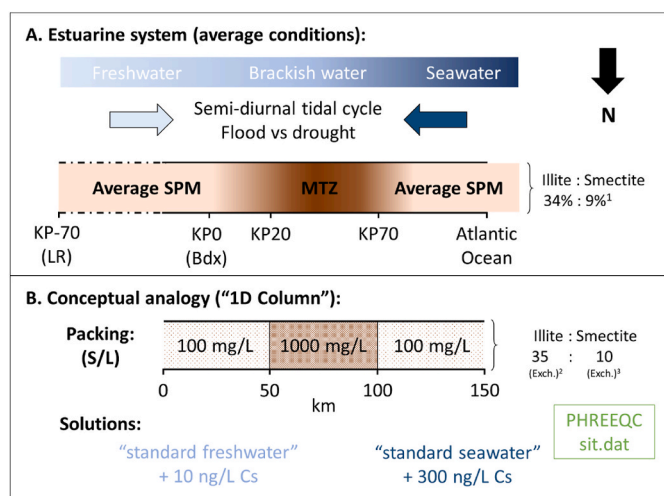 A. Estuarine system (average conditions):
Freshwater Brackish water Seawater
Semi-diurnal tidal cycle
Flood vs drought
N
Average SPM MTZ Average SPM
Illite : Smectite
34% : 9%¹
KP-70 KP0 KP20 KP70 Atlantic
(LR) (Bdx) Ocean
B. Conceptual analogy (“1D Column”):
Packing:
(S/L)
100 mg/L 1000 mg/L 100 mg/L
Illite : Smectite
35 : 10
(Exch.)² (Exch.)³
0 50 100 150
km
Solutions:
“standard freshwater” “standard seawater”
+ 10 ng/L Cs + 300 ng/L Cs
PHREEQC
sit.dat